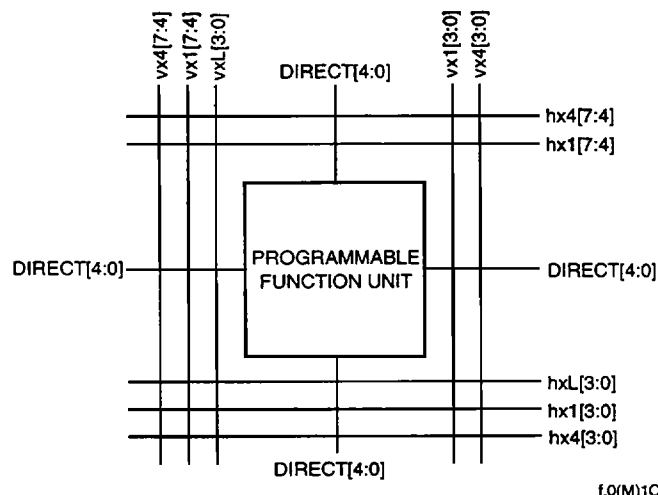 vx4[7:4]
vx1[7:4]
vxL[3:0]
DIRECT[4:0]
vx1[3:0]
vx4[3:0]
hx4[7:4]
hx1[7:4]
DIRECT[4:0]
PROGRAMMABLE
FUNCTION UNIT
DIRECT[4:0]
hxL[3:0]
hx1[3:0]
hx4[3:0]
DIRECT[4:0]
f.0(M)1C